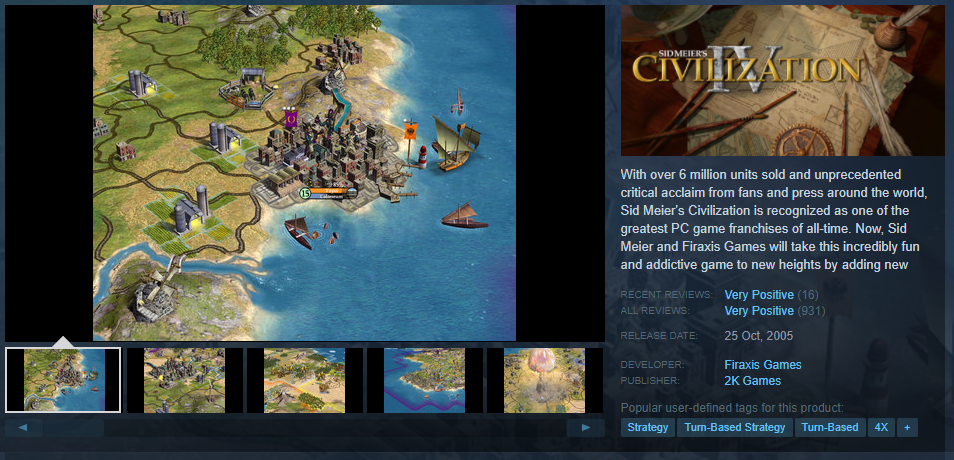 SID MEIER'S
CIVILIZATION
IV
15
Colossus
With over 6 million units sold and unprecedented
critical acclaim from fans and press around the world,
Sid Meier's Civilization is recognized as one of the
greatest PC game franchises of all-time. Now, Sid
Meier and Firaxis Games will take this incredibly fun
and addictive game to new heights by adding new
RECENT REVIEWS: Very Positive (16)
ALL REVIEWS: Very Positive (931)
RELEASE DATE: 25 Oct, 2005
DEVELOPER: Firaxis Games
PUBLISHER: 2K Games
Popular user-defined tags for this product:
Strategy Turn-Based Strategy Turn-Based 4X +